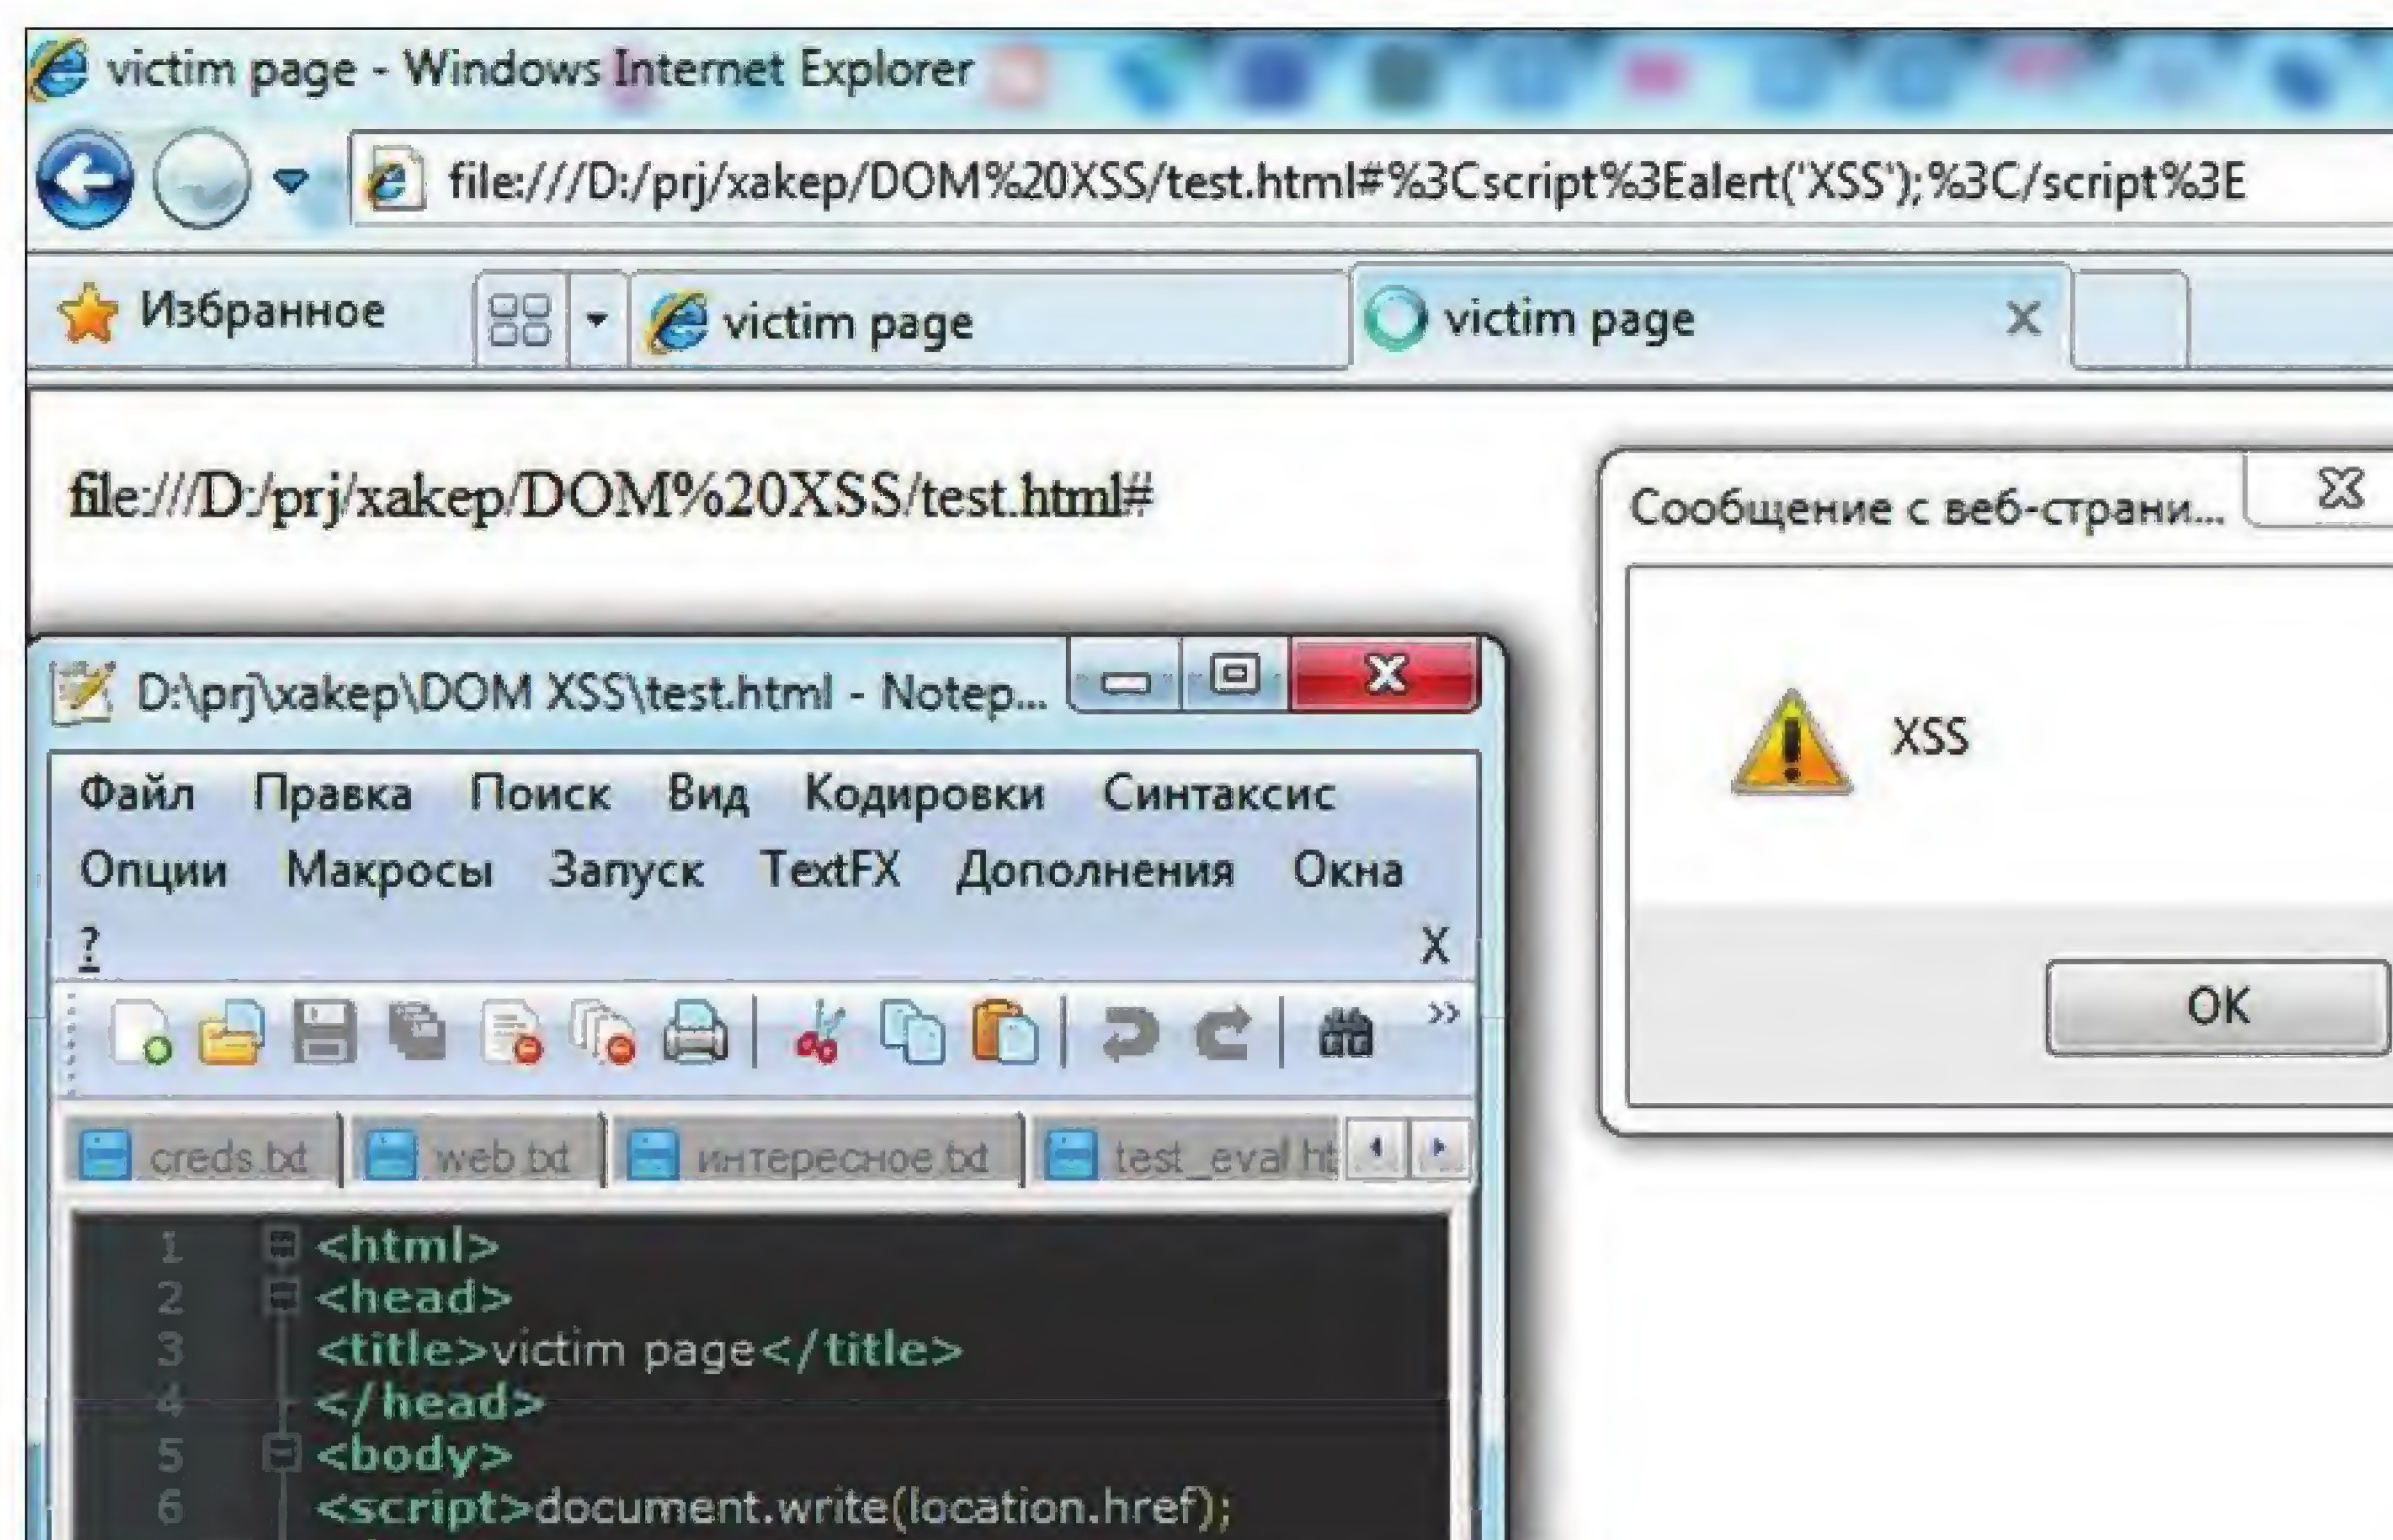 victim page - Windows Internet Explorer
file:///D:/prj/xakep/DOM%20XSS/test.html#%3Cscript%3Ealert('XSS');%3C/script%3E
Избранное
victim page
victim page
file:///D:/prj/xakep/DOM%20XSS/test.html#
Сообщение с веб-страни...
XSS
OK
D:\prj\xakep\DOM XSS\test.html - Notep...
Файл Правка Поиск Вид Кодировки Синтаксис
Опции Макросы Запуск TextFX Дополнения Окна
? X
creds.txt web.txt интересное.txt test_eval.ht
1 <html>
2 <head>
3 <title>victim page</title>
4 </head>
5 <body>
6 <script>document.write(location.href);